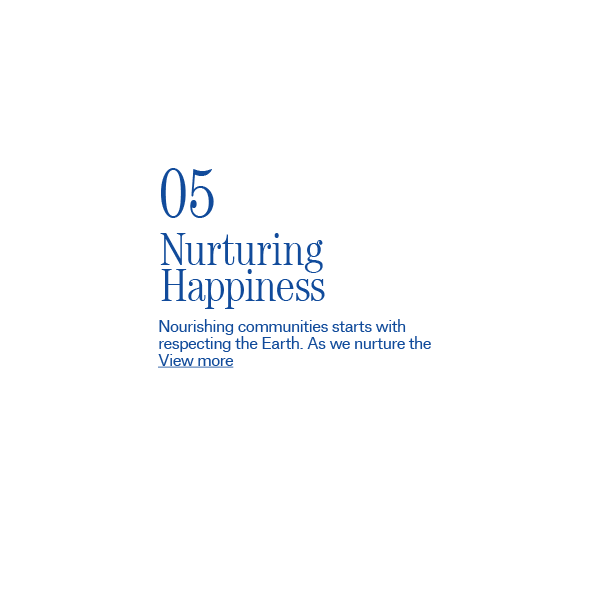 05
Nurturing
Happiness
Nourishing communities starts with
respecting the Earth. As we nurture the
View more